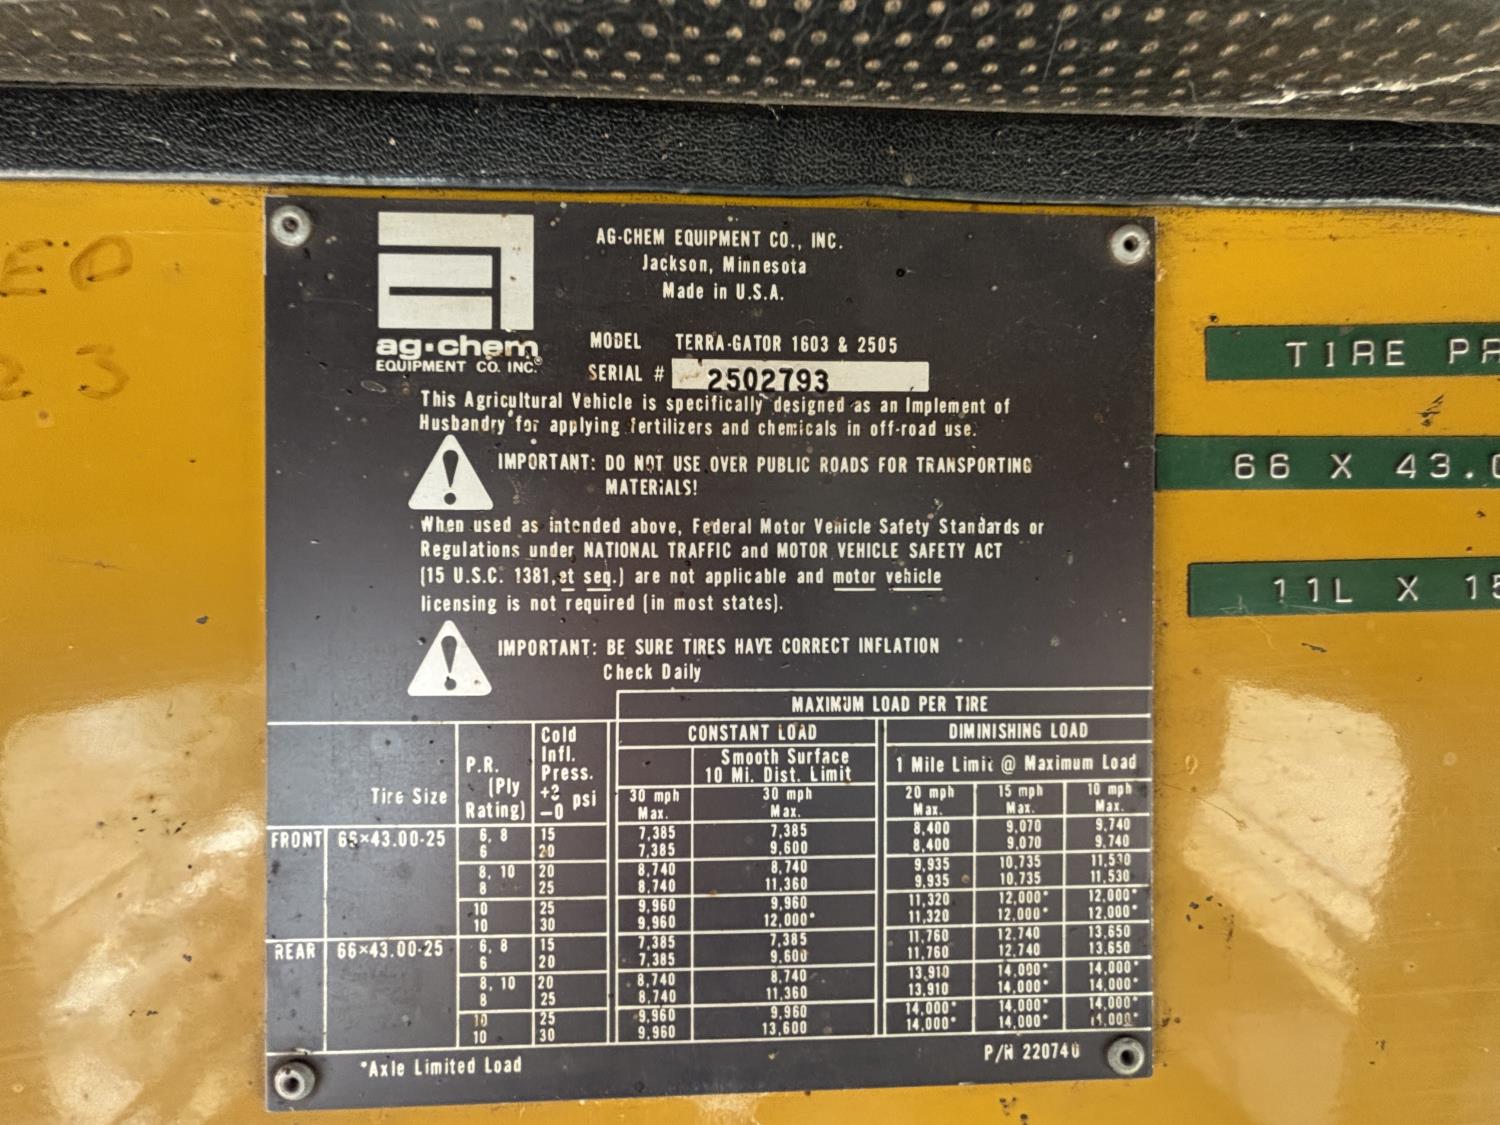 AG-CHEM EQUIPMENT CO., INC.
Jackson, Minnesota
Made in U.S.A.
ag·chem
EQUIPMENT CO. INC.®
MODEL TERRA-GATOR 1603 & 2505
SERIAL # 2502793
This Agricultural Vehicle is specifically designed as an Implement of
Husbandry for applying fertilizers and chemicals in off-road use.
IMPORTANT: DO NOT USE OVER PUBLIC ROADS FOR TRANSPORTING
MATERIALS!
When used as intended above, Federal Motor Vehicle Safety Standards or
Regulations under NATIONAL TRAFFIC and MOTOR VEHICLE SAFETY ACT
(15 U.S.C. 1381, et seq.) are not applicable and motor vehicle
licensing is not required (in most states).
IMPORTANT: BE SURE TIRES HAVE CORRECT INFLATION
Check Daily
MAXIMUM LOAD PER TIRE
CONSTANT LOAD DIMINISHING LOAD
Tire Size
P.R.
(Ply
Rating)
Cold
Infl.
Press.
+2
−0 psi
Smooth Surface
10 Mi. Dist. Limit
1 Mile Limit @ Maximum Load
30 mph 30 mph 20 mph 15 mph 10 mph
Max. Max. Max. Max. Max.
FRONT 66×43.00-25 6, 8 15 7,385 7,385 8,400 9,070 9,740
6 20 7,385 9,600 8,400 9,070 9,740
8, 10 20 8,740 8,740 9,935 10,735 11,530
8 25 8,740 11,360 9,935 10,735 11,530
10 25 9,960 9,960 11,320 12,000* 12,000*
10 30 9,960 12,000* 11,320 12,000* 12,000*
REAR 66×43.00-25 6, 8 15 7,385 7,385 11,760 12,740 13,650
6 20 7,385 9,600 11,760 12,740 13,650
8, 10 20 8,740 8,740 13,910 14,000* 14,000*
8 25 8,740 11,360 13,910 14,000* 14,000*
10 25 9,960 9,960 14,000* 14,000* 14,000*
10 30 9,960 13,600 14,000* 14,000* 14,000*
*Axle Limited Load
P/N 220740
TIRE PR
66 X 43.0
11L X 15
ED
23